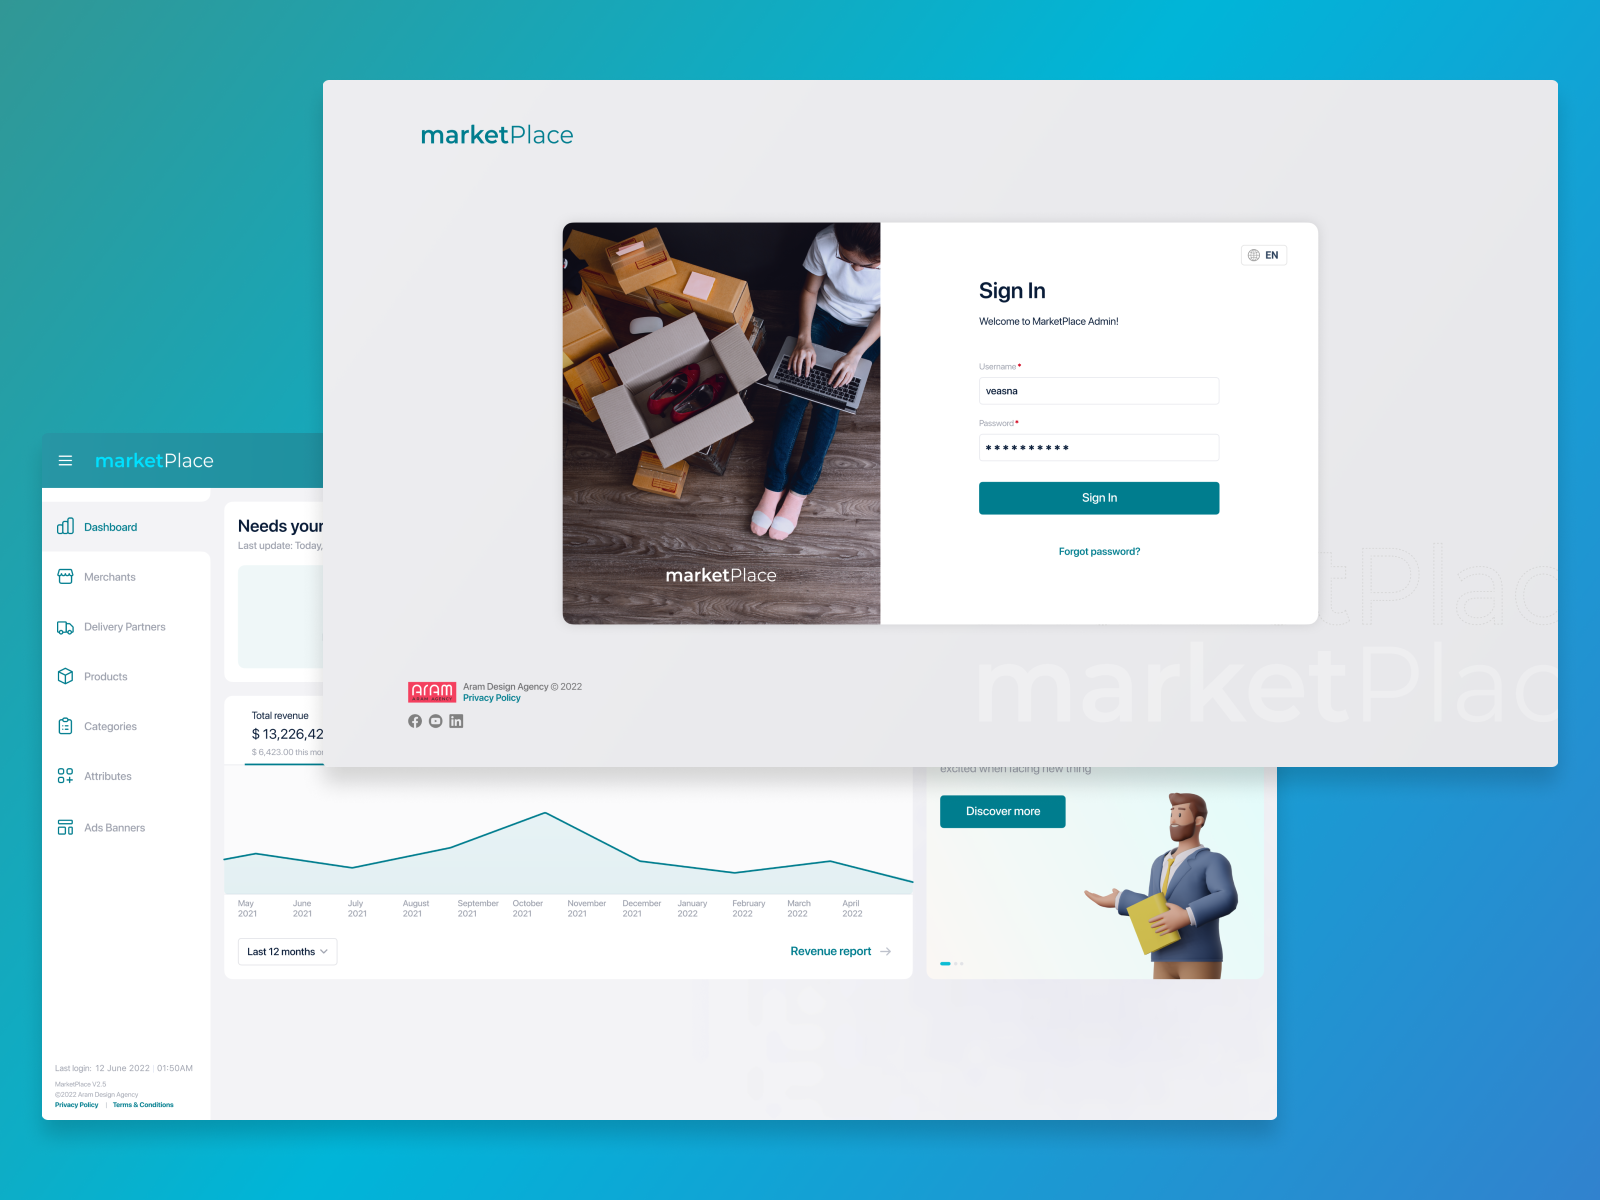 marketPlace
EN
Sign In
Welcome to MarketPlace Admin!
Username*
veasna
Password*
**********
Sign In
Forgot password?
marketPlace
tPlac
marketPlac
ARAM
ARAM AGENCY
Aram Design Agency © 2022
Privacy Policy
marketPlace
Dashboard
Merchants
Delivery Partners
Products
Categories
Attributes
Ads Banners
Last login: 12 June 2022 | 01:50AM
MarketPlace V2.5
©2022 Aram Design Agency
Privacy Policy | Terms & Conditions
Needs your
Last update: Today,
Total revenue
$ 13,226,42
$ 6,423.00 this mo
May 2021
June 2021
July 2021
August 2021
September 2021
October 2021
November 2021
December 2021
January 2022
February 2022
March 2022
April 2022
Last 12 months
Revenue report
excited when facing new thing
Discover more